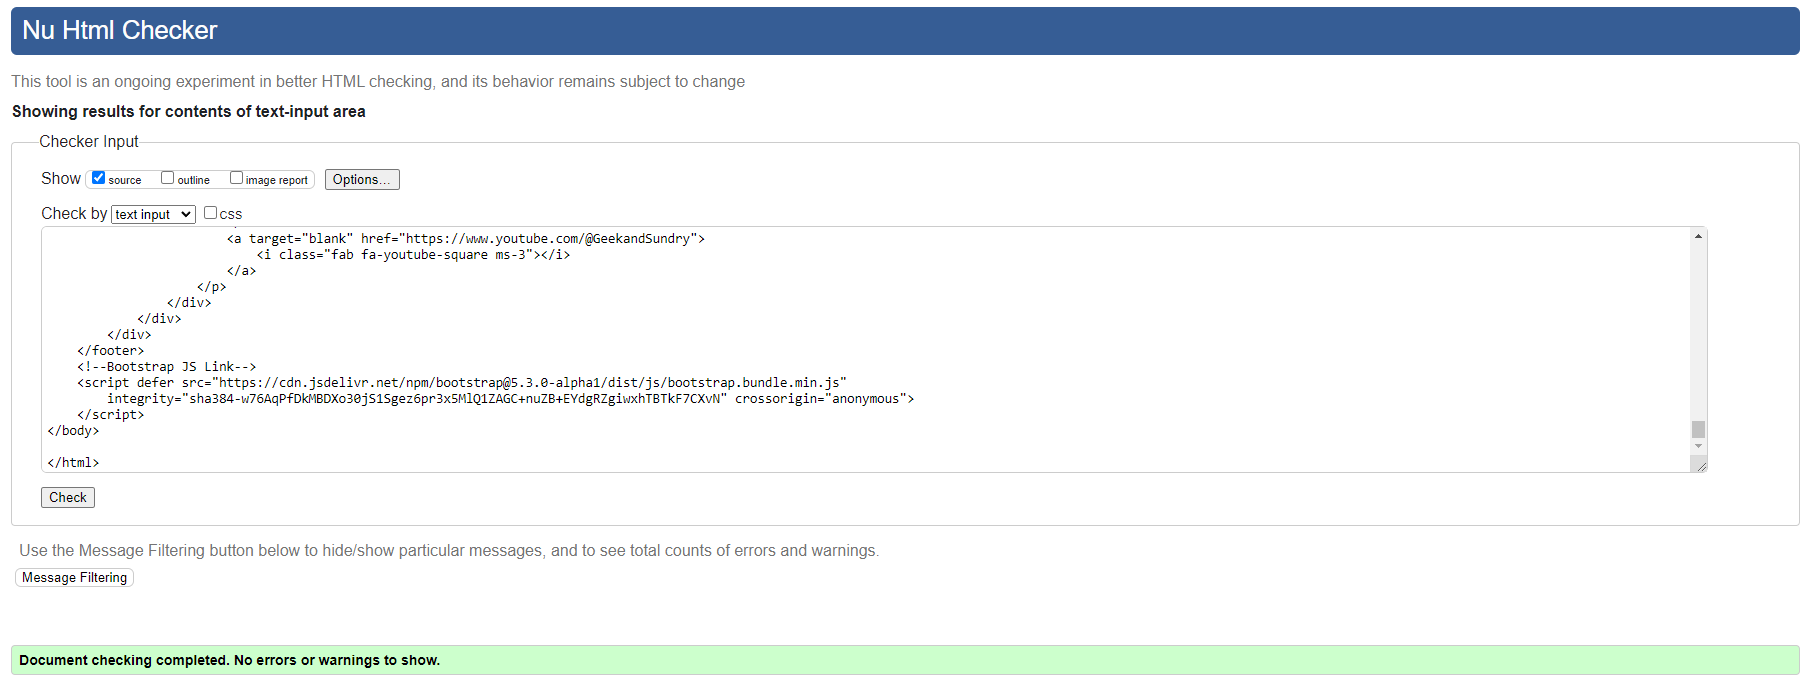 Nu Html Checker
This tool is an ongoing experiment in better HTML checking, and its behavior remains subject to change
Showing results for contents of text-input area
Checker Input
Show source outline image report Options...
Check by text input css
<a target="blank" href="https://www.youtube.com/@GeekandSundry">
<i class="fab fa-youtube-square ms-3"></i>
</a>
</p>
</div>
</div>
</div>
</footer>
<!--Bootstrap JS Link-->
<script defer src="https://cdn.jsdelivr.net/npm/bootstrap@5.3.0-alpha1/dist/js/bootstrap.bundle.min.js"
integrity="sha384-w76AqPfDkMBDXo30jS1Sgez6pr3x5MlQ1ZAGC+nuZB+EYdgRZgiwxhTBTkF7CXvN" crossorigin="anonymous">
</script>
</body>
</html>
Check
Use the Message Filtering button below to hide/show particular messages, and to see total counts of errors and warnings.
Message Filtering
Document checking completed. No errors or warnings to show.